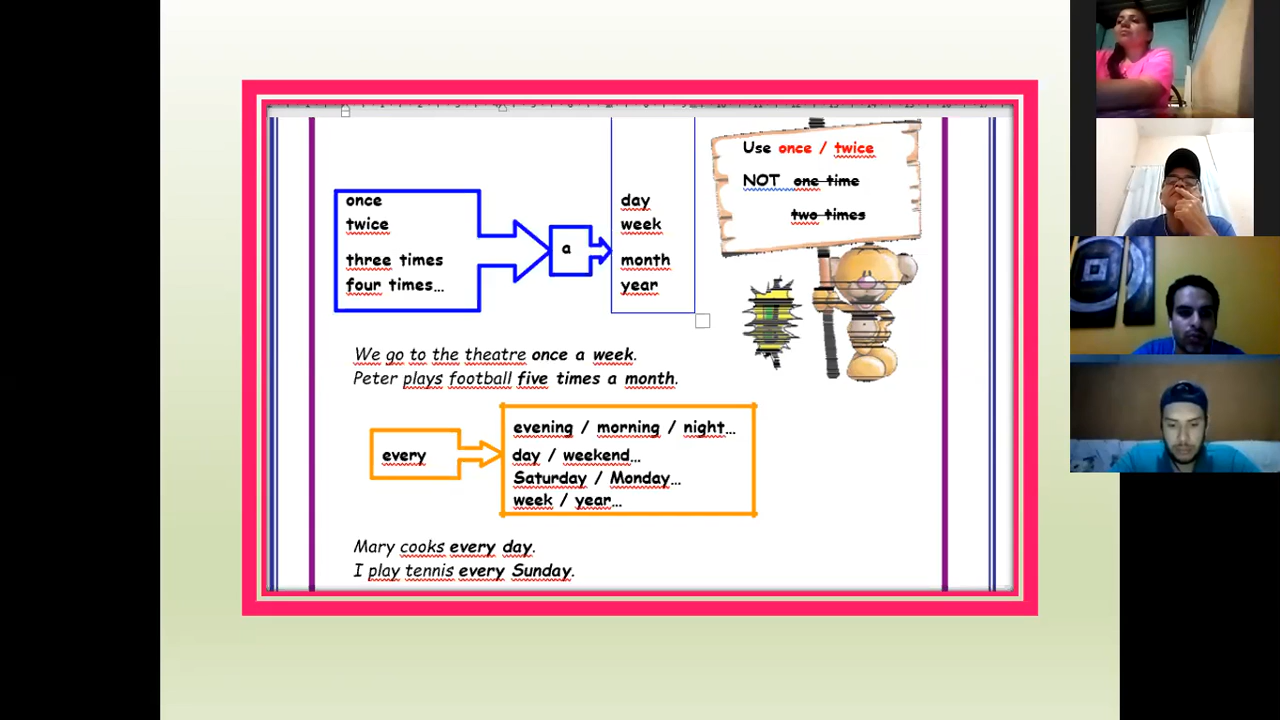 Use once / twice
NOT one time
two times
once
twice
three times
four times...
a
day
week
month
year
We go to the theatre once a week.
Peter plays football five times a month.
every
evening / morning / night...
day / weekend...
Saturday / Monday...
week / year...
Mary cooks every day.
I play tennis every Sunday.